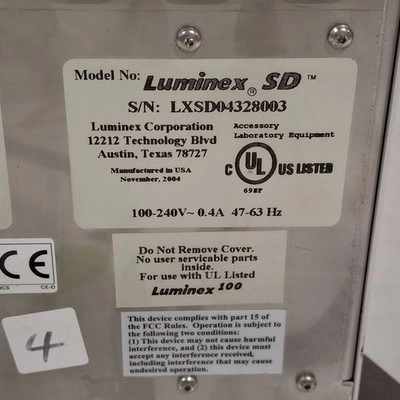 Model No: Luminex® SD™
S/N: LXSD04328003
Luminex Corporation
12212 Technology Blvd
Austin, Texas 78727
Manufactured in USA
November, 2004
Accessory
Laboratory Equipment
C UL® US LISTED
69BF
100-240V~ 0.4A 47-63 Hz
CE
CE-D
Do Not Remove Cover.
No user servicable parts
inside.
For use with UL Listed
Luminex 100
4
This device complies with part 15 of
the FCC Rules. Operation is subject to
the following two conditions:
(1) This device may not cause harmful
interference, and (2) this device must
accept any interference received,
including interference that may cause
undesired operation.